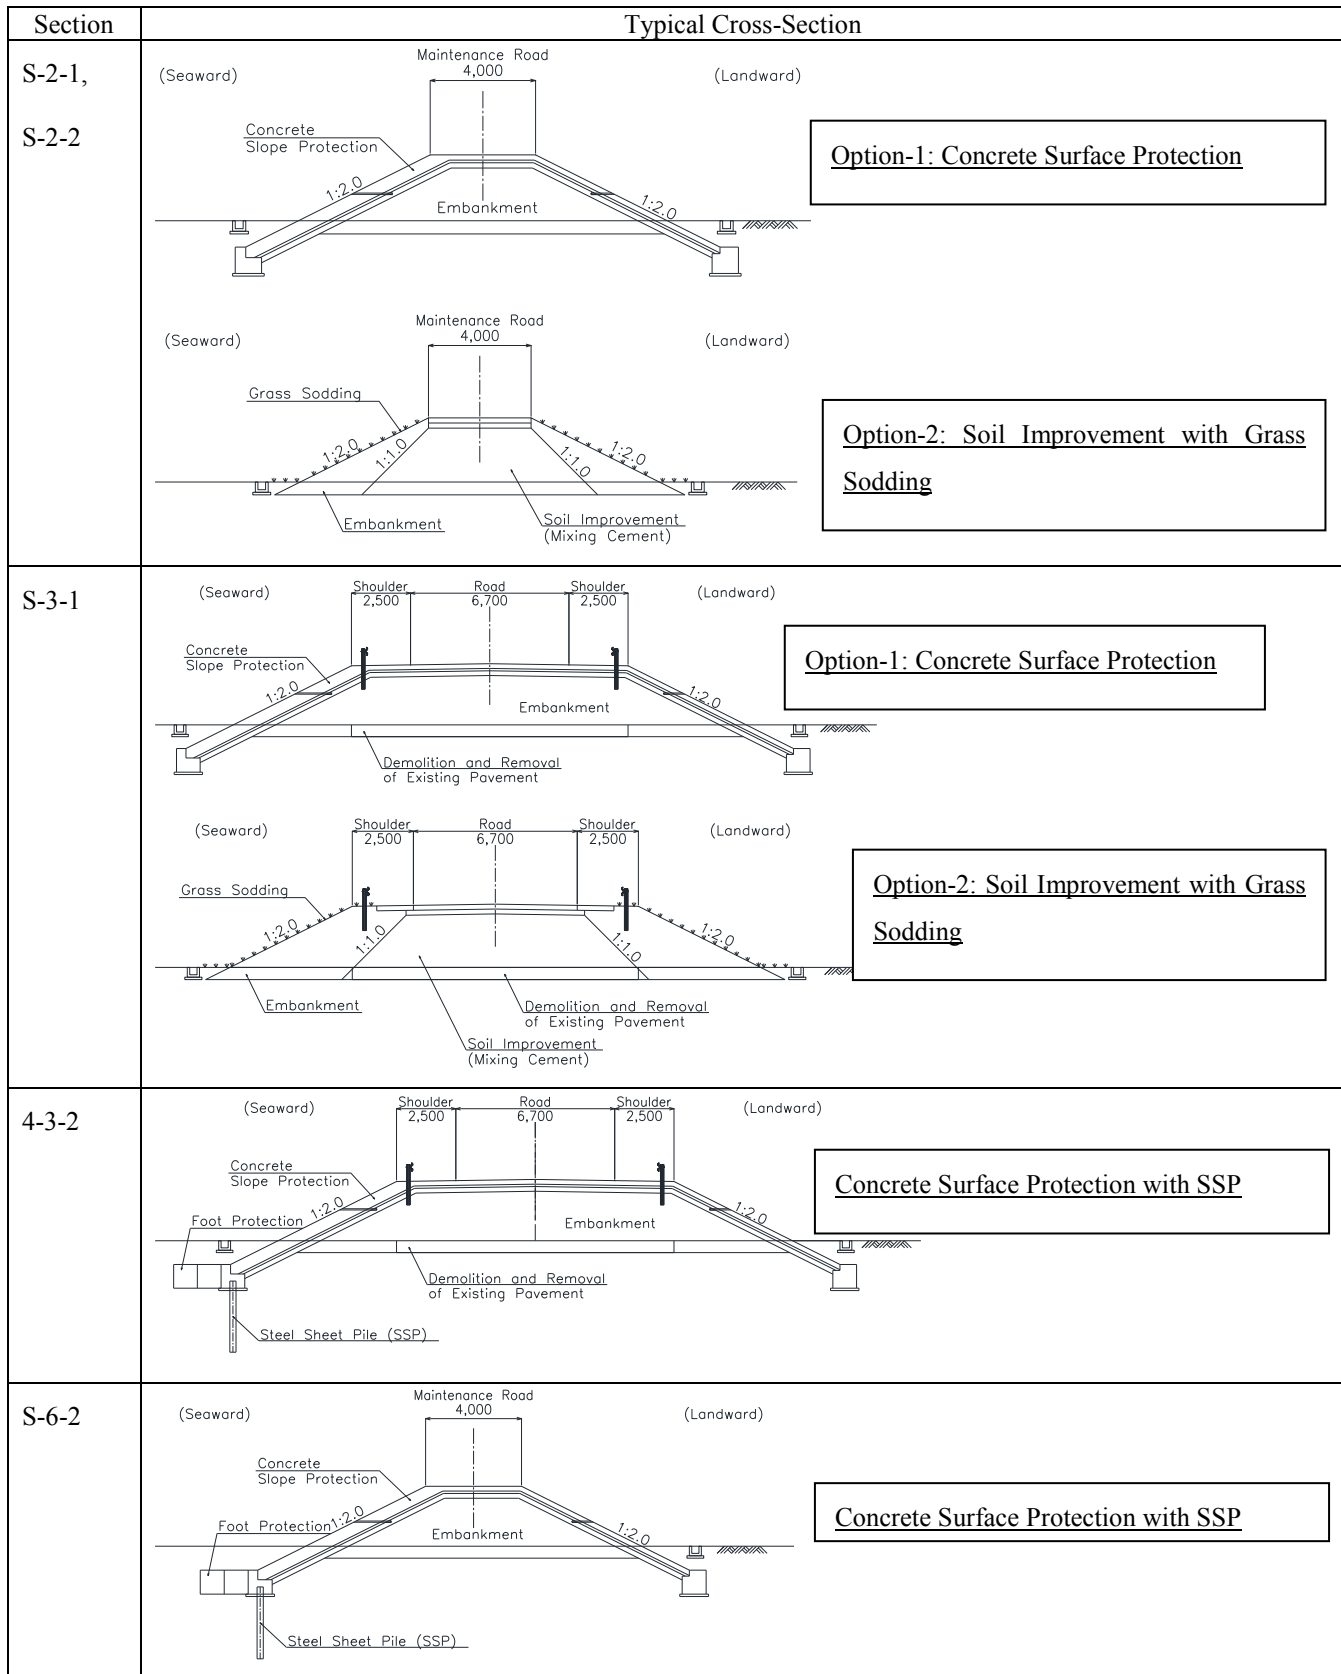 Section
Typical Cross-Section
S-2-1,
S-2-2
(Seaward)
Maintenance Road
4,000
(Landward)
Concrete
Slope Protection
1:2.0
1:2.0
Embankment
Option-1: Concrete Surface Protection
(Seaward)
Maintenance Road
4,000
(Landward)
Grass Sodding
1:2.0
1:1.0
1:1.0
1:2.0
Embankment
Soil Improvement
(Mixing Cement)
Option-2: Soil Improvement with Grass
Sodding
S-3-1
(Seaward)
Shoulder
2,500
Road
6,700
Shoulder
2,500
(Landward)
Concrete
Slope Protection
1:2.0
1:2.0
Embankment
Demolition and Removal
of Existing Pavement
Option-1: Concrete Surface Protection
(Seaward)
Shoulder
2,500
Road
6,700
Shoulder
2,500
(Landward)
Grass Sodding
1:2.0
1:1.0
1:1.0
1:2.0
Embankment
Demolition and Removal
of Existing Pavement
Soil Improvement
(Mixing Cement)
Option-2: Soil Improvement with Grass
Sodding
4-3-2
(Seaward)
Shoulder
2,500
Road
6,700
Shoulder
2,500
(Landward)
Concrete
Slope Protection
1:2.0
1:2.0
Foot Protection
Embankment
Demolition and Removal
of Existing Pavement
Steel Sheet Pile (SSP)
Concrete Surface Protection with SSP
S-6-2
(Seaward)
Maintenance Road
4,000
(Landward)
Concrete
Slope Protection
Foot Protection
1:2.0
1:2.0
Embankment
Steel Sheet Pile (SSP)
Concrete Surface Protection with SSP